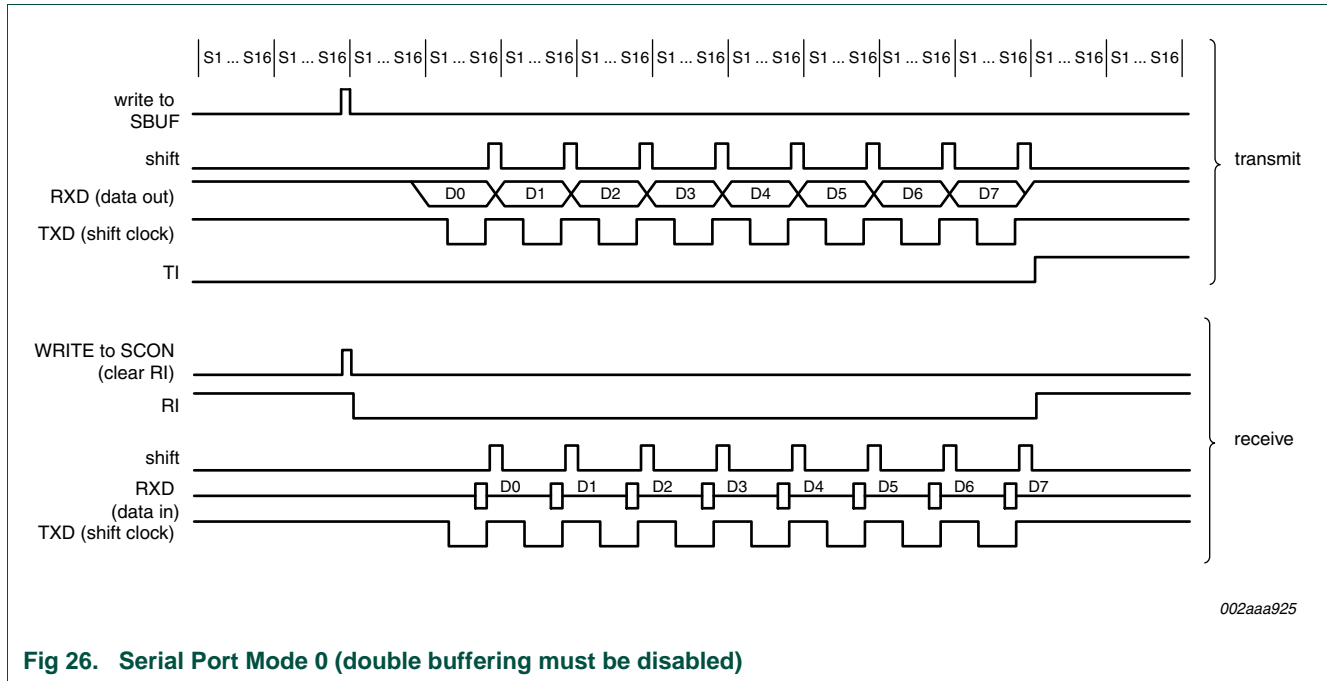 S1 ... S16 S1 ... S16 S1 ... S16 S1 ... S16 S1 ... S16 S1 ... S16 S1 ... S16 S1 ... S16 S1 ... S16 S1 ... S16 S1 ... S16 S1 ... S16 S1 ... S16
write to
SBUF
shift
transmit
RXD (data out)
D0 D1 D2 D3 D4 D5 D6 D7
TXD (shift clock)
TI
WRITE to SCON
(clear RI)
RI
shift
receive
RXD
(data in)
D0 D1 D2 D3 D4 D5 D6 D7
TXD (shift clock)
002aaa925
Fig 26. Serial Port Mode 0 (double buffering must be disabled)